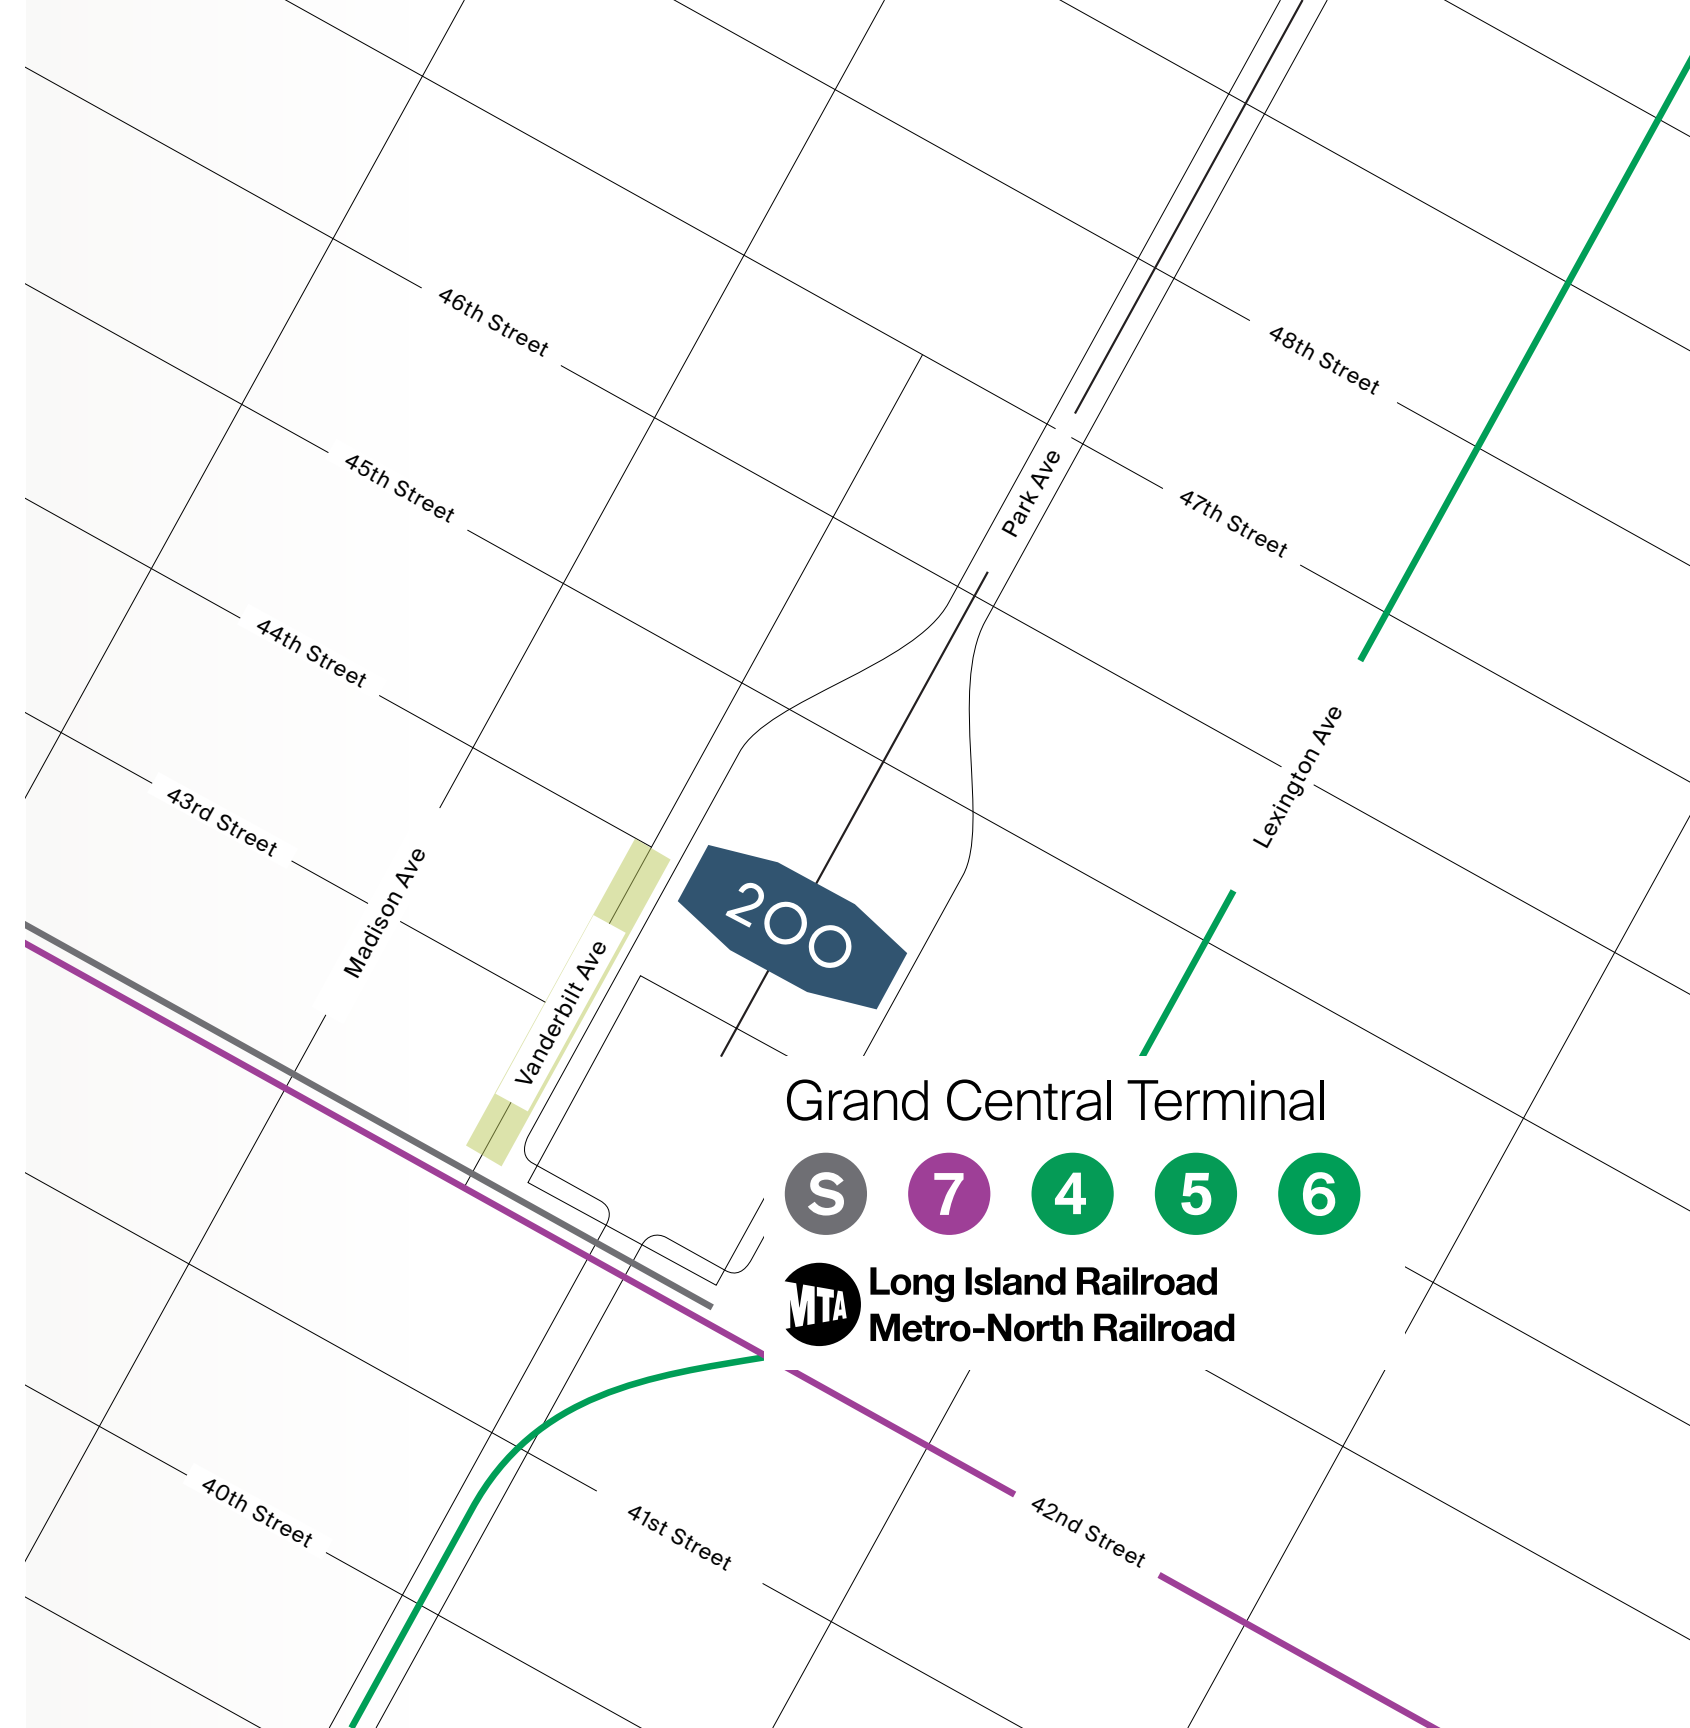 46th Street
48th Street
45th Street
Park Ave
47th Street
44th Street
Lexington Ave
43rd Street
Madison Ave
200
Vanderbilt Ave
Grand Central Terminal
S 7 4 5 6
MTA
Long Island Railroad
Metro-North Railroad
40th Street
41st Street
42nd Street